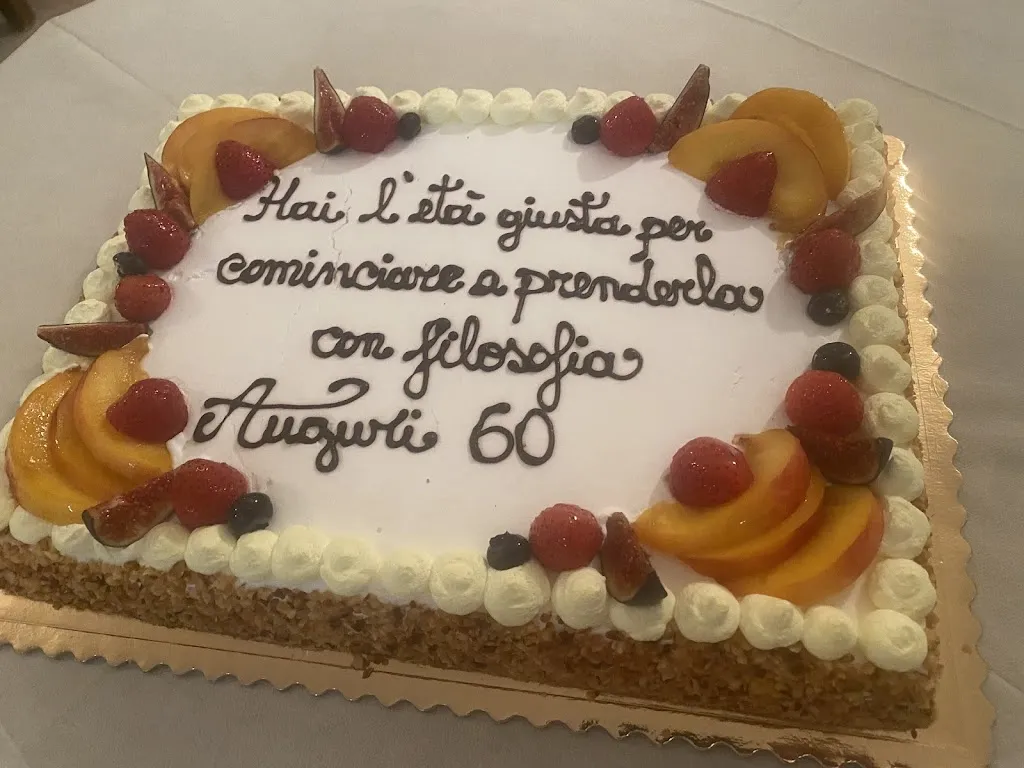 Hai l'età giusta per
cominciare a prenderla
con filosofia
Auguri 60